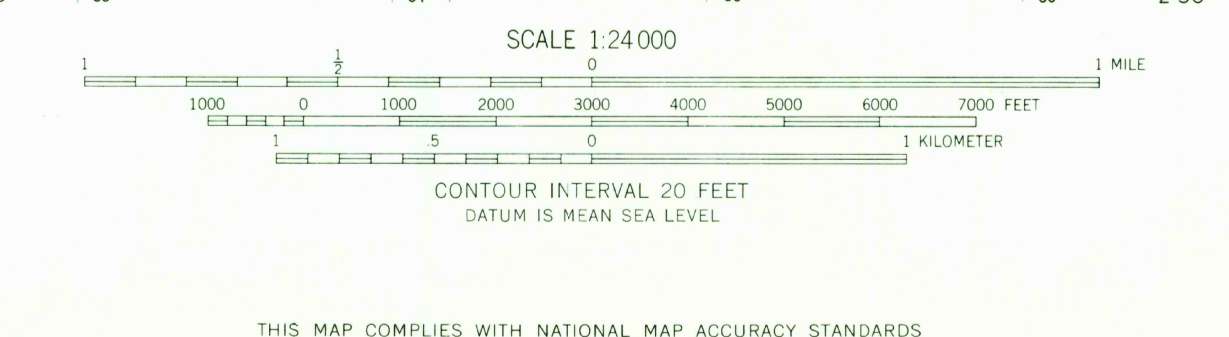 SCALE 1:24 000
1 1/2 0 1 MILE
1000 0 1000 2000 3000 4000 5000 6000 7000 FEET
1 .5 0 1 KILOMETER
CONTOUR INTERVAL 20 FEET
DATUM IS MEAN SEA LEVEL
THIS MAP COMPLIES WITH NATIONAL MAP ACCURACY STANDARDS